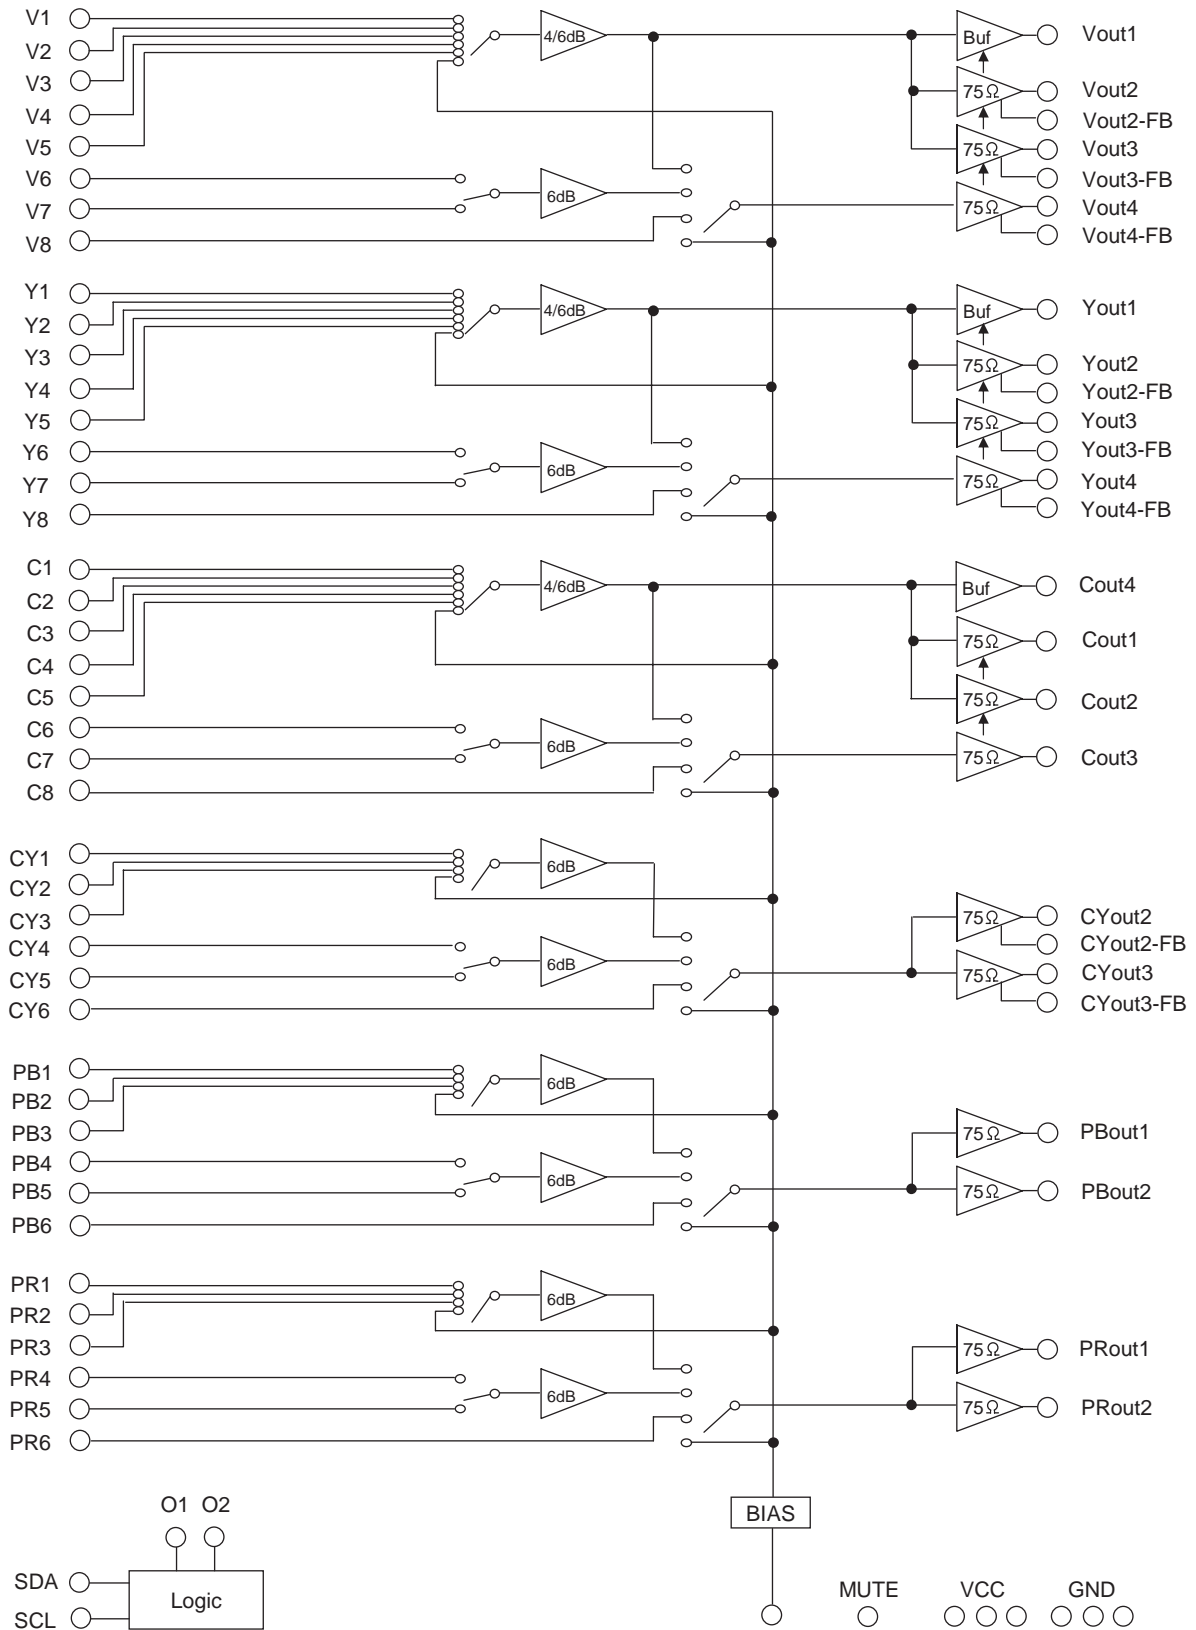 V1
V2
V3
V4
V5
V6
V7
V8
4/6dB
6dB
Buf
75Ω
75Ω
75Ω
Vout1
Vout2
Vout2-FB
Vout3
Vout3-FB
Vout4
Vout4-FB
Y1
Y2
Y3
Y4
Y5
Y6
Y7
Y8
4/6dB
6dB
Buf
75Ω
75Ω
75Ω
Yout1
Yout2
Yout2-FB
Yout3
Yout3-FB
Yout4
Yout4-FB
C1
C2
C3
C4
C5
C6
C7
C8
4/6dB
6dB
Buf
75Ω
75Ω
75Ω
Cout4
Cout1
Cout2
Cout3
CY1
CY2
CY3
CY4
CY5
CY6
6dB
6dB
75Ω
75Ω
CYout2
CYout2-FB
CYout3
CYout3-FB
PB1
PB2
PB3
PB4
PB5
PB6
6dB
6dB
75Ω
75Ω
PBout1
PBout2
PR1
PR2
PR3
PR4
PR5
PR6
6dB
6dB
75Ω
75Ω
PRout1
PRout2
BIAS
O1 O2
SDA
SCL
Logic
MUTE
VCC
GND